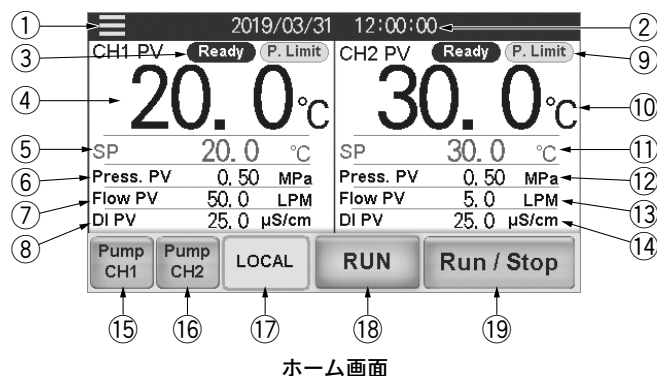 ① 2019/03/31 12:00:00 ②
③ CH1 PV Ready P. Limit CH2 PV Ready P. Limit ⑨
④ 20.0 ℃ 30.0 ℃ ⑩
⑤ SP 20.0 ℃ SP 30.0 ℃ ⑪
⑥ Press. PV 0.50 MPa Press. PV 0.50 MPa ⑫
⑦ Flow PV 50.0 LPM Flow PV 5.0 LPM ⑬
⑧ DI PV 25.0 μS/cm DI PV 25.0 μS/cm ⑭
Pump CH1 Pump CH2 LOCAL RUN Run / Stop
⑮ ⑯ ⑰ ⑱ ⑲
ホーム画面